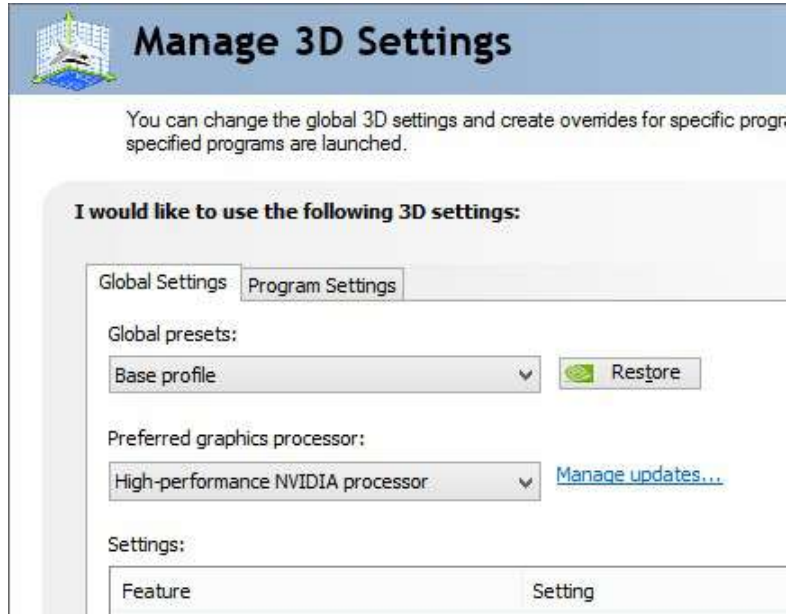 Manage 3D Settings
You can change the global 3D settings and create overrides for specific
specified programs are launched.
I would like to use the following 3D settings:
Global Settings
Program Settings
Global presets:
Base profile
Restore
Preferred graphics processor:
High-performance NVIDIA processor
Manage updates...
Settings:
Feature
Setting